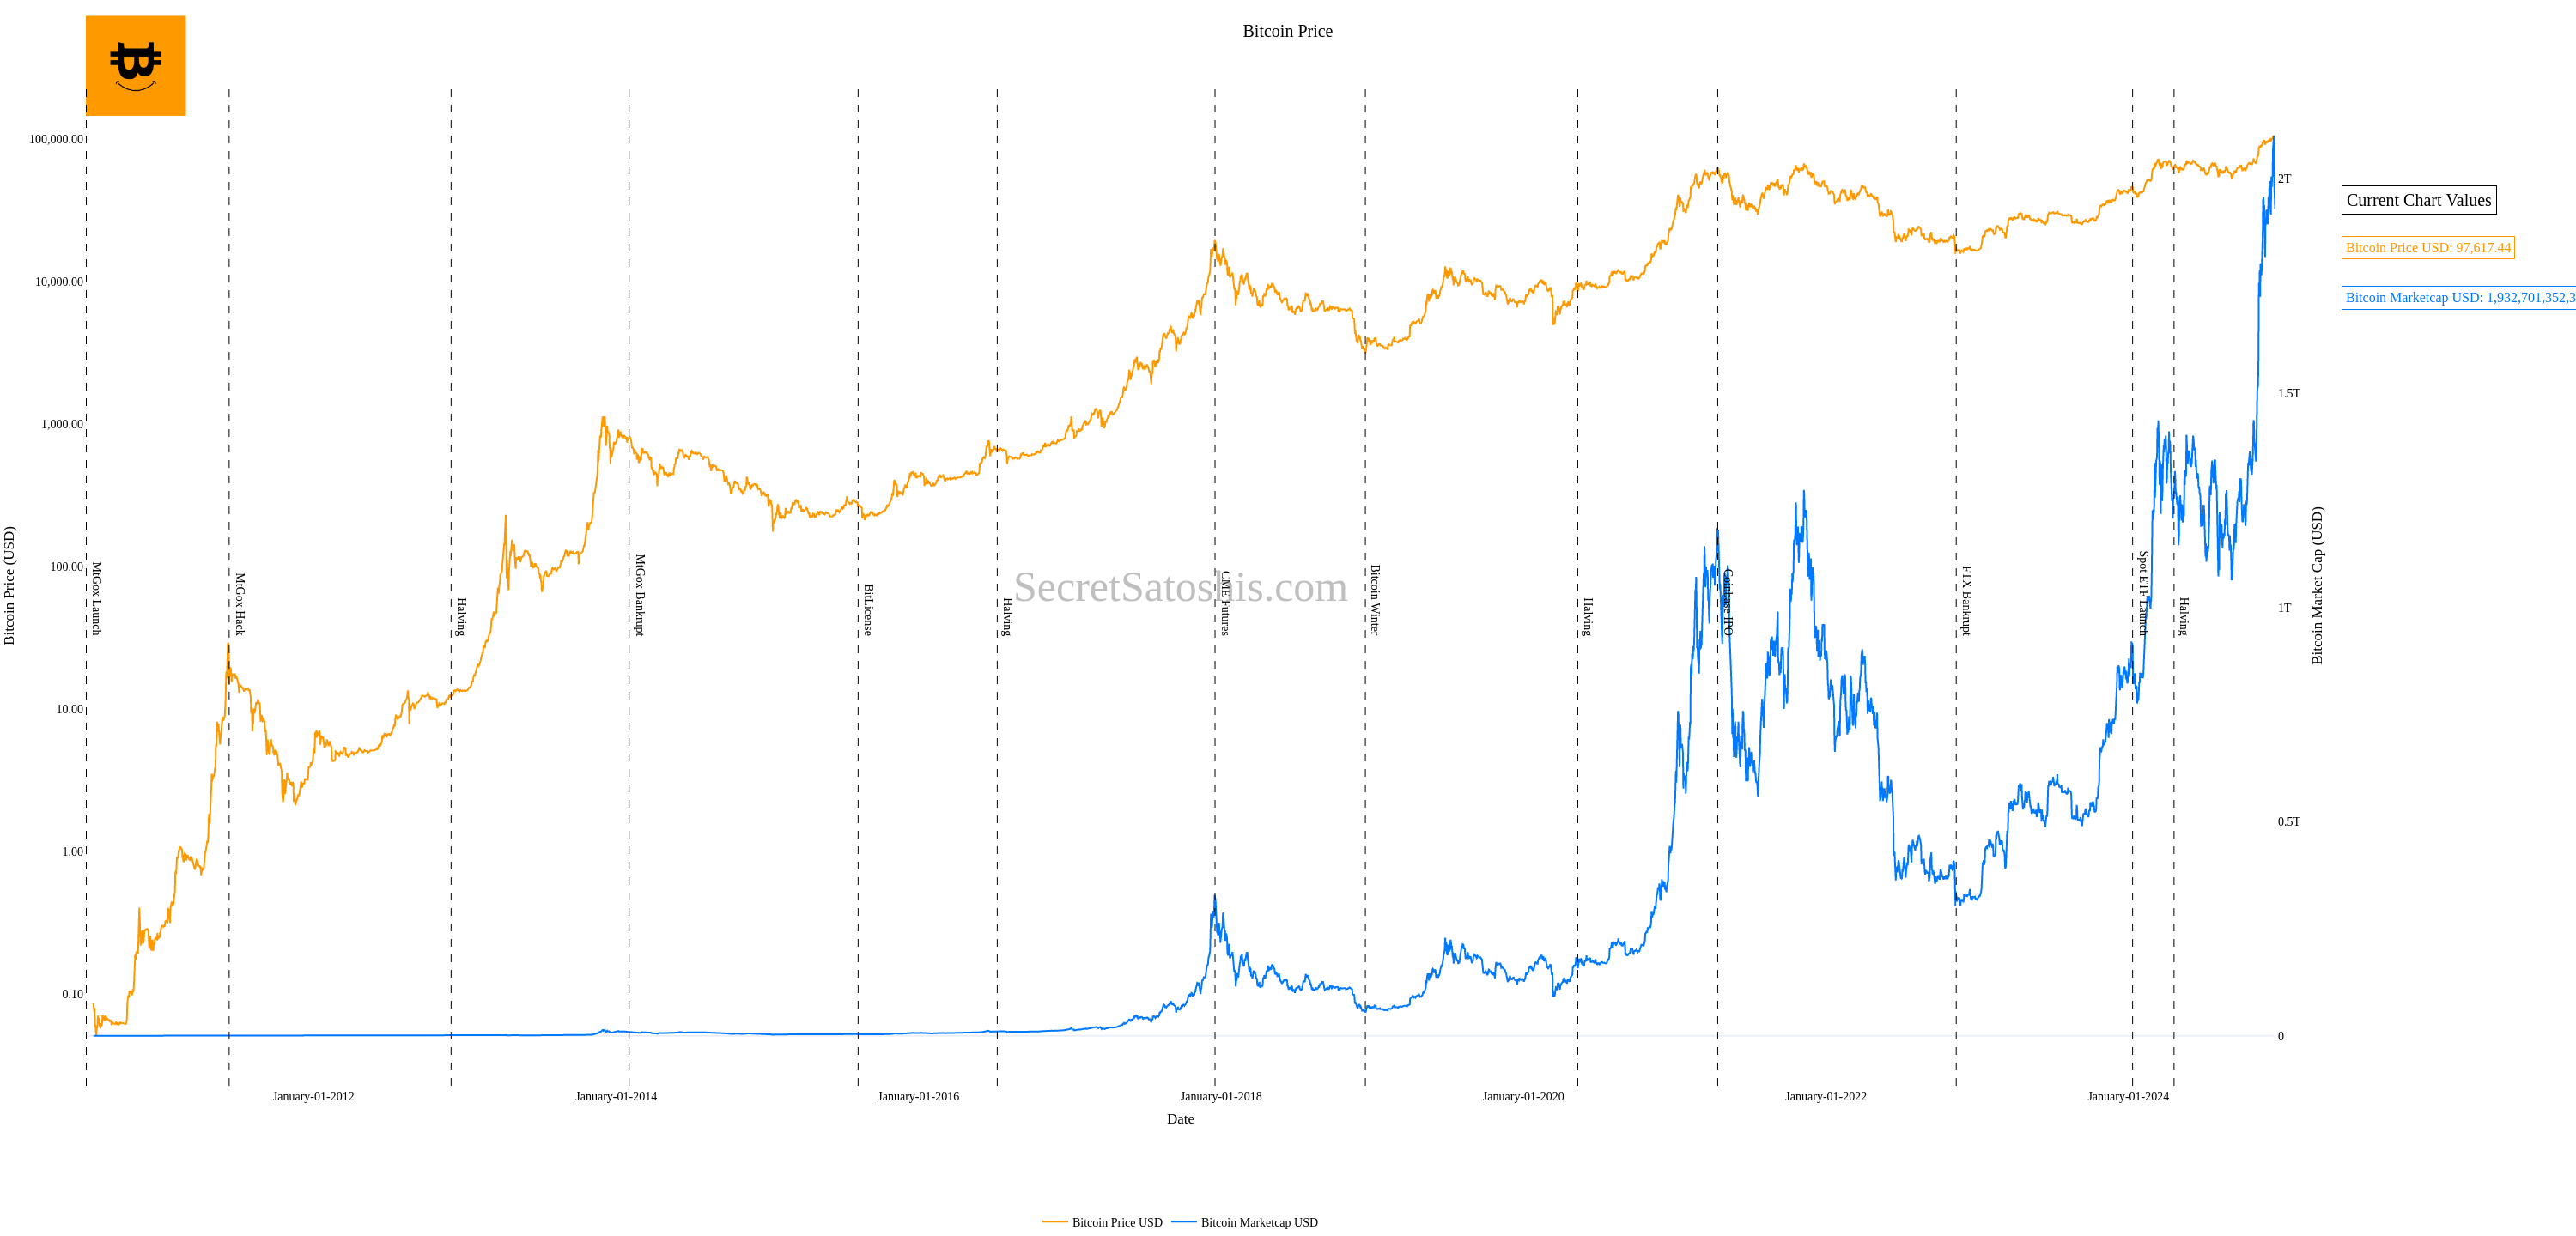 Bitcoin Price
100,000.00
10,000.00
1,000.00
100.00
10.00
1.00
0.10
Bitcoin Price (USD)
MtGox Launch
MtGox Hack
Halving
MtGox Bankrupt
BitLicense
Halving
CME Futures
Bitcoin Winter
Halving
Coinbase IPO
FTX Bankrupt
Spot ETF Launch
Halving
SecretSatoshis.com
2T
1.5T
1T
0.5T
0
Bitcoin Market Cap (USD)
Current Chart Values
Bitcoin Price USD: 97,617.44
Bitcoin Marketcap USD: 1,932,701,352,3
January-01-2012
January-01-2014
January-01-2016
January-01-2018
January-01-2020
January-01-2022
January-01-2024
Date
Bitcoin Price USD
Bitcoin Marketcap USD